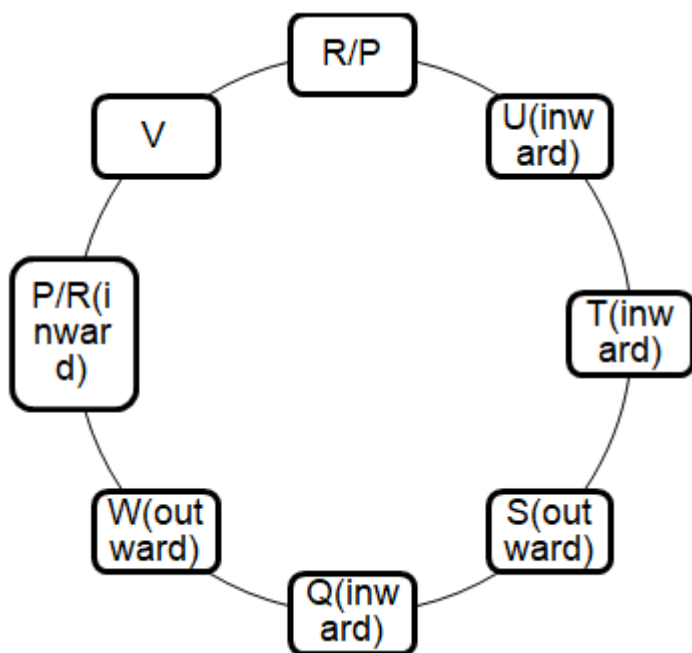 R/P
V
U(inw
ard)
P/R(i
nwar
d)
T(inw
ard)
W(out
ward)
S(out
ward)
Q(inw
ard)